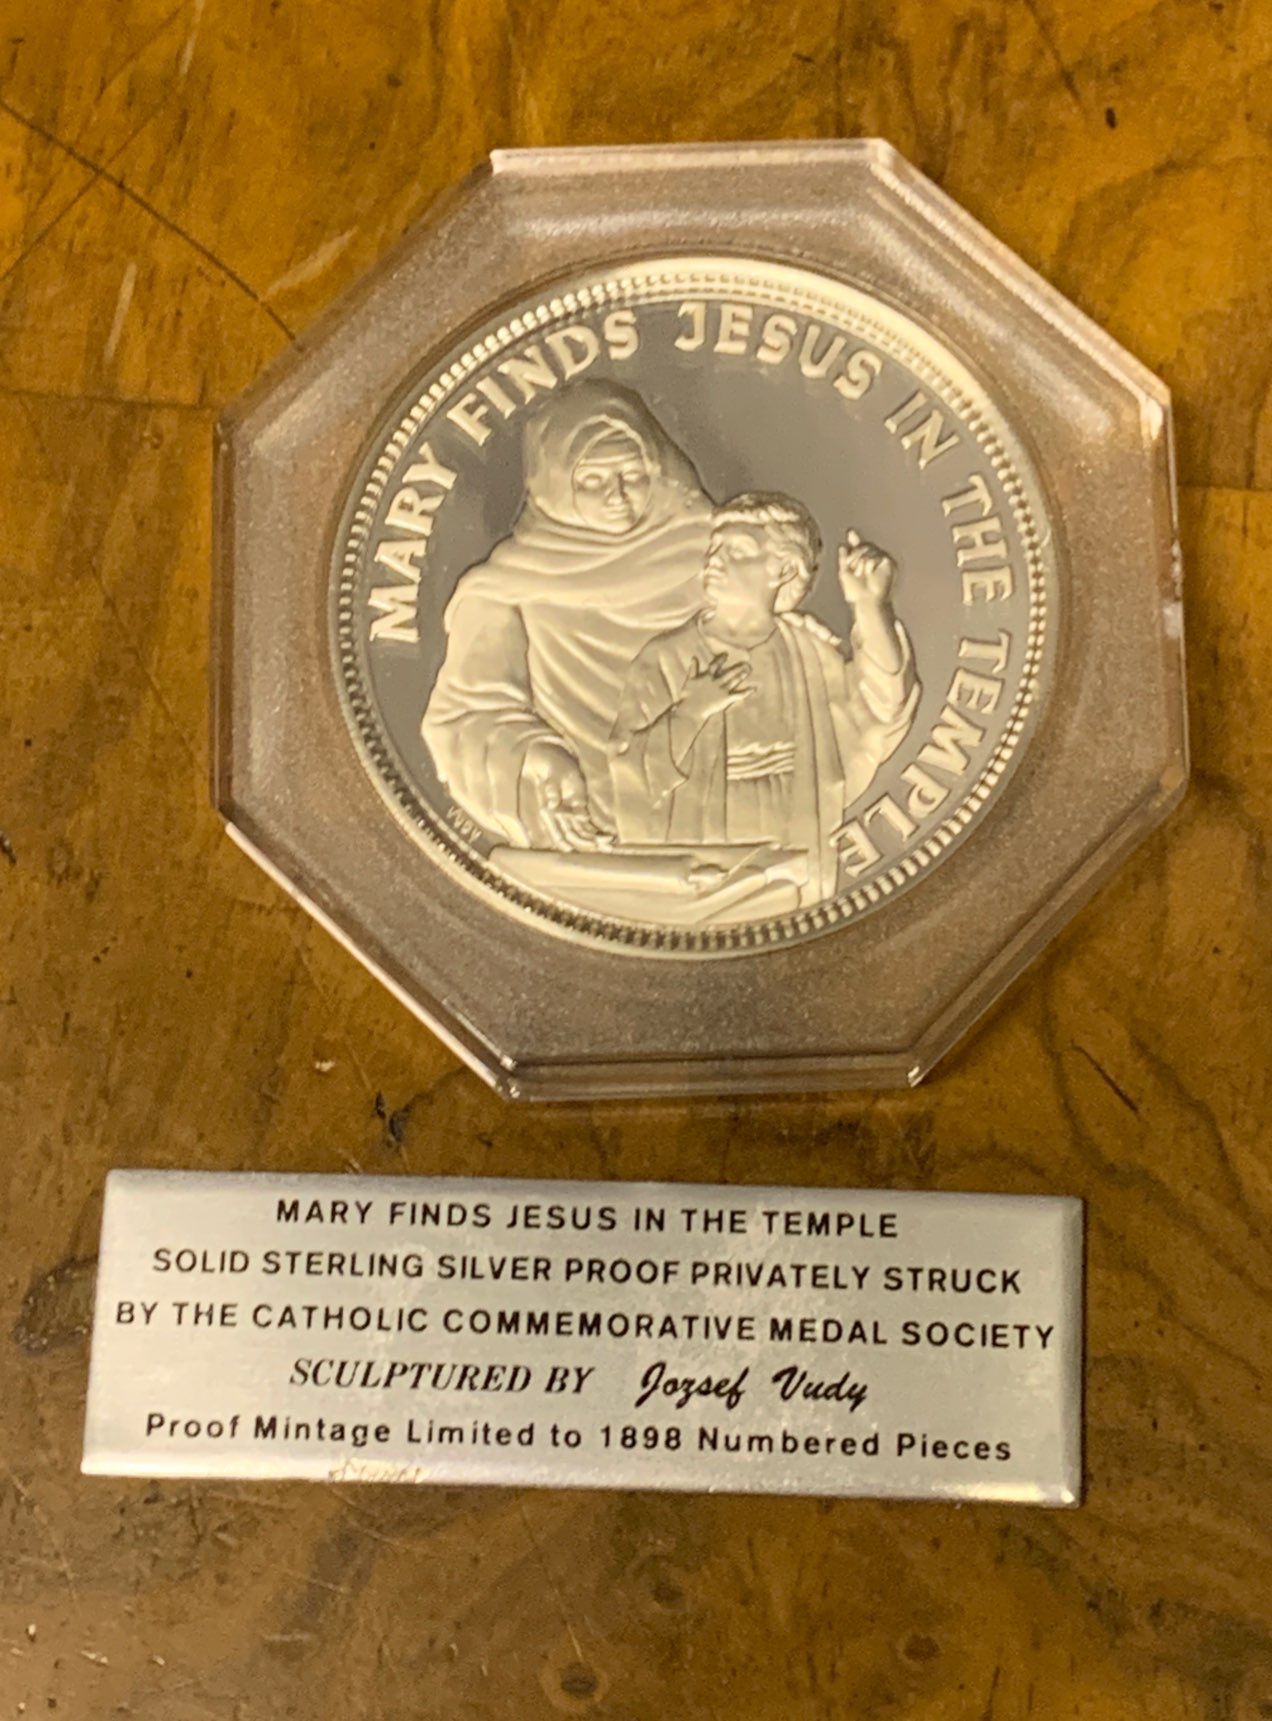 MARY FINDS JESUS IN THE TEMPLE
MARY FINDS JESUS IN THE TEMPLE
SOLID STERLING SILVER PROOF PRIVATELY STRUCK
BY THE CATHOLIC COMMEMORATIVE MEDAL SOCIETY
SCULPTURED BY Jozsef Vudy
Proof Mintage Limited to 1898 Numbered Pieces